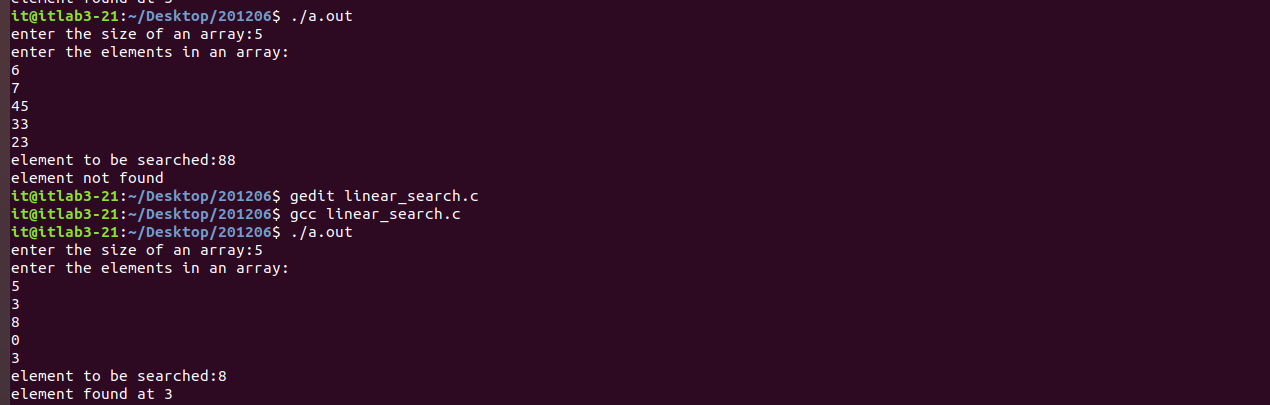 element found at 3
it@itlab3-21:~/Desktop/201206$ ./a.out
enter the size of an array:5
enter the elements in an array:
6
7
45
33
23
element to be searched:88
element not found
it@itlab3-21:~/Desktop/201206$ gedit linear_search.c
it@itlab3-21:~/Desktop/201206$ gcc linear_search.c
it@itlab3-21:~/Desktop/201206$ ./a.out
enter the size of an array:5
enter the elements in an array:
5
3
8
0
3
element to be searched:8
element found at 3